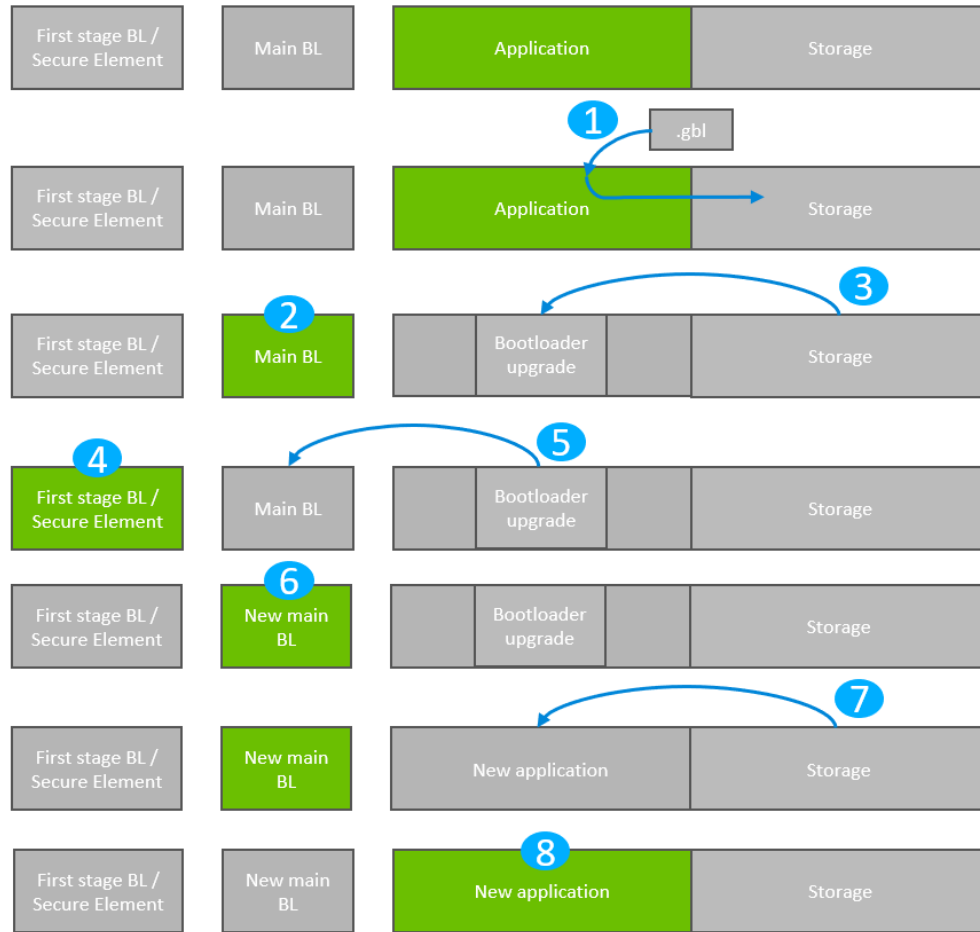 First stage BL /
Secure Element
Main BL
Application
Storage
1
.gbl
First stage BL /
Secure Element
Main BL
Application
Storage
2
3
First stage BL /
Secure Element
Main BL
Bootloader
upgrade
Storage
4
5
First stage BL /
Secure Element
Main BL
Bootloader
upgrade
Storage
6
First stage BL /
Secure Element
New main
BL
Bootloader
upgrade
Storage
7
First stage BL /
Secure Element
New main
BL
New application
Storage
8
First stage BL /
Secure Element
New main
BL
New application
Storage